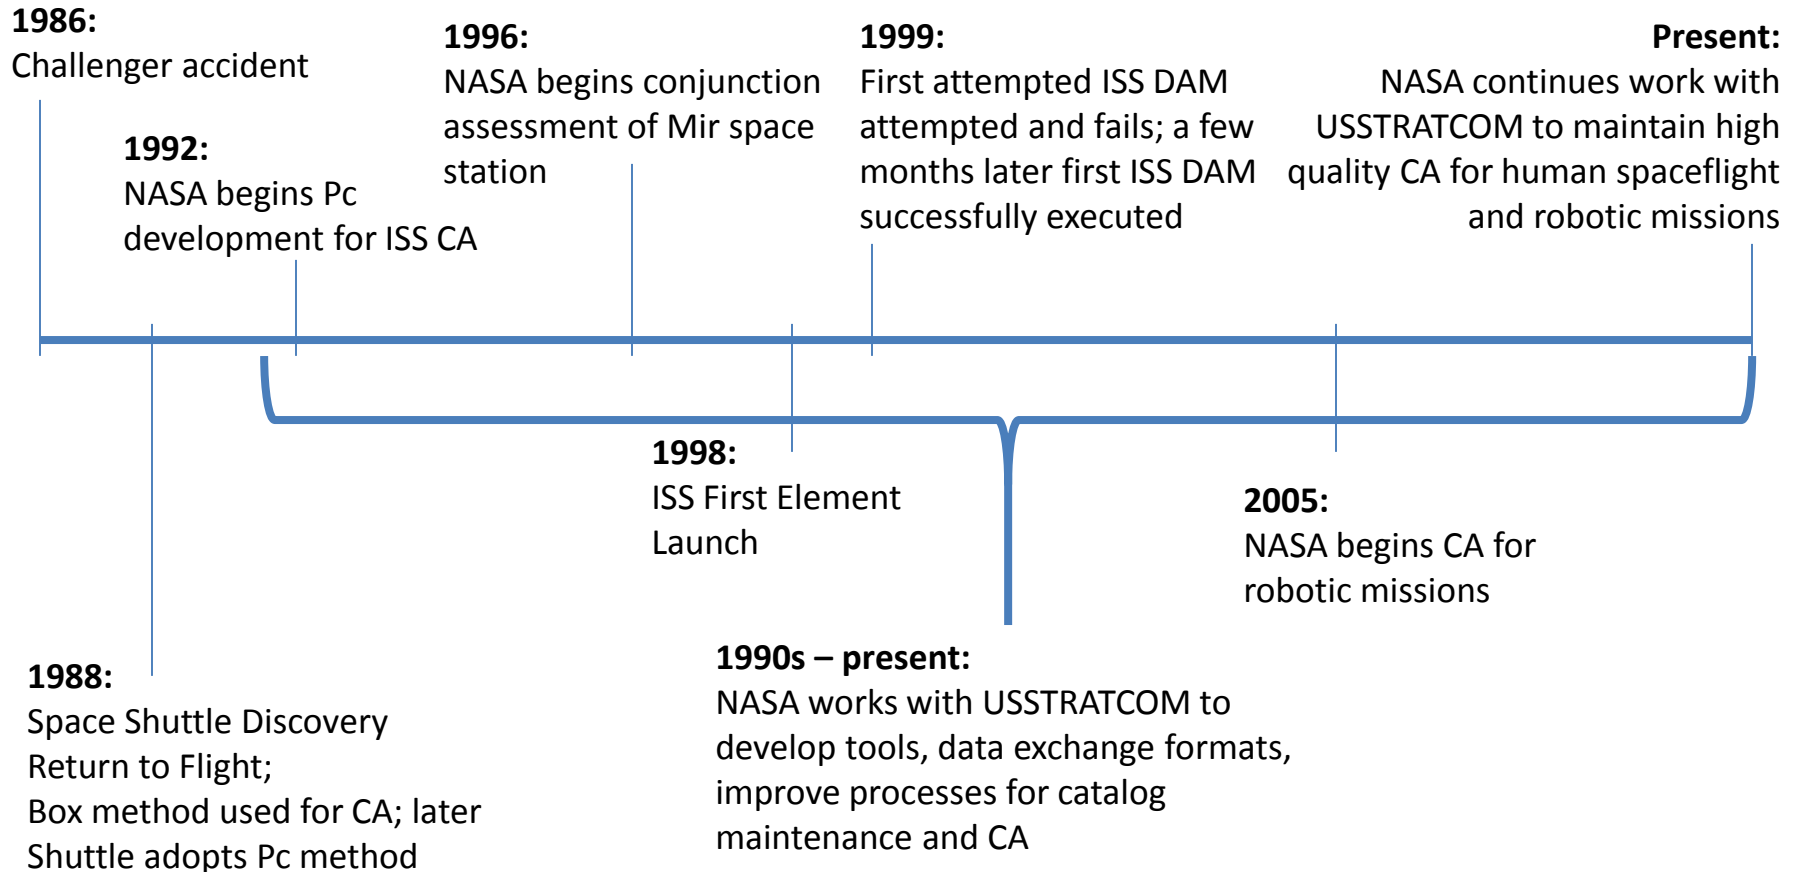 1986:
Challenger accident
1992:
NASA begins Pc
development for ISS CA
1996:
NASA begins conjunction
assessment of Mir space
station
1999:
First attempted ISS DAM
attempted and fails; a few
months later first ISS DAM
successfully executed
Present:
NASA continues work with
USSTRATCOM to maintain high
quality CA for human spaceflight
and robotic missions
1988:
Space Shuttle Discovery
Return to Flight;
Box method used for CA; later
Shuttle adopts Pc method
1998:
ISS First Element
Launch
1990s – present:
NASA works with USSTRATCOM to
develop tools, data exchange formats,
improve processes for catalog
maintenance and CA
2005:
NASA begins CA for
robotic missions